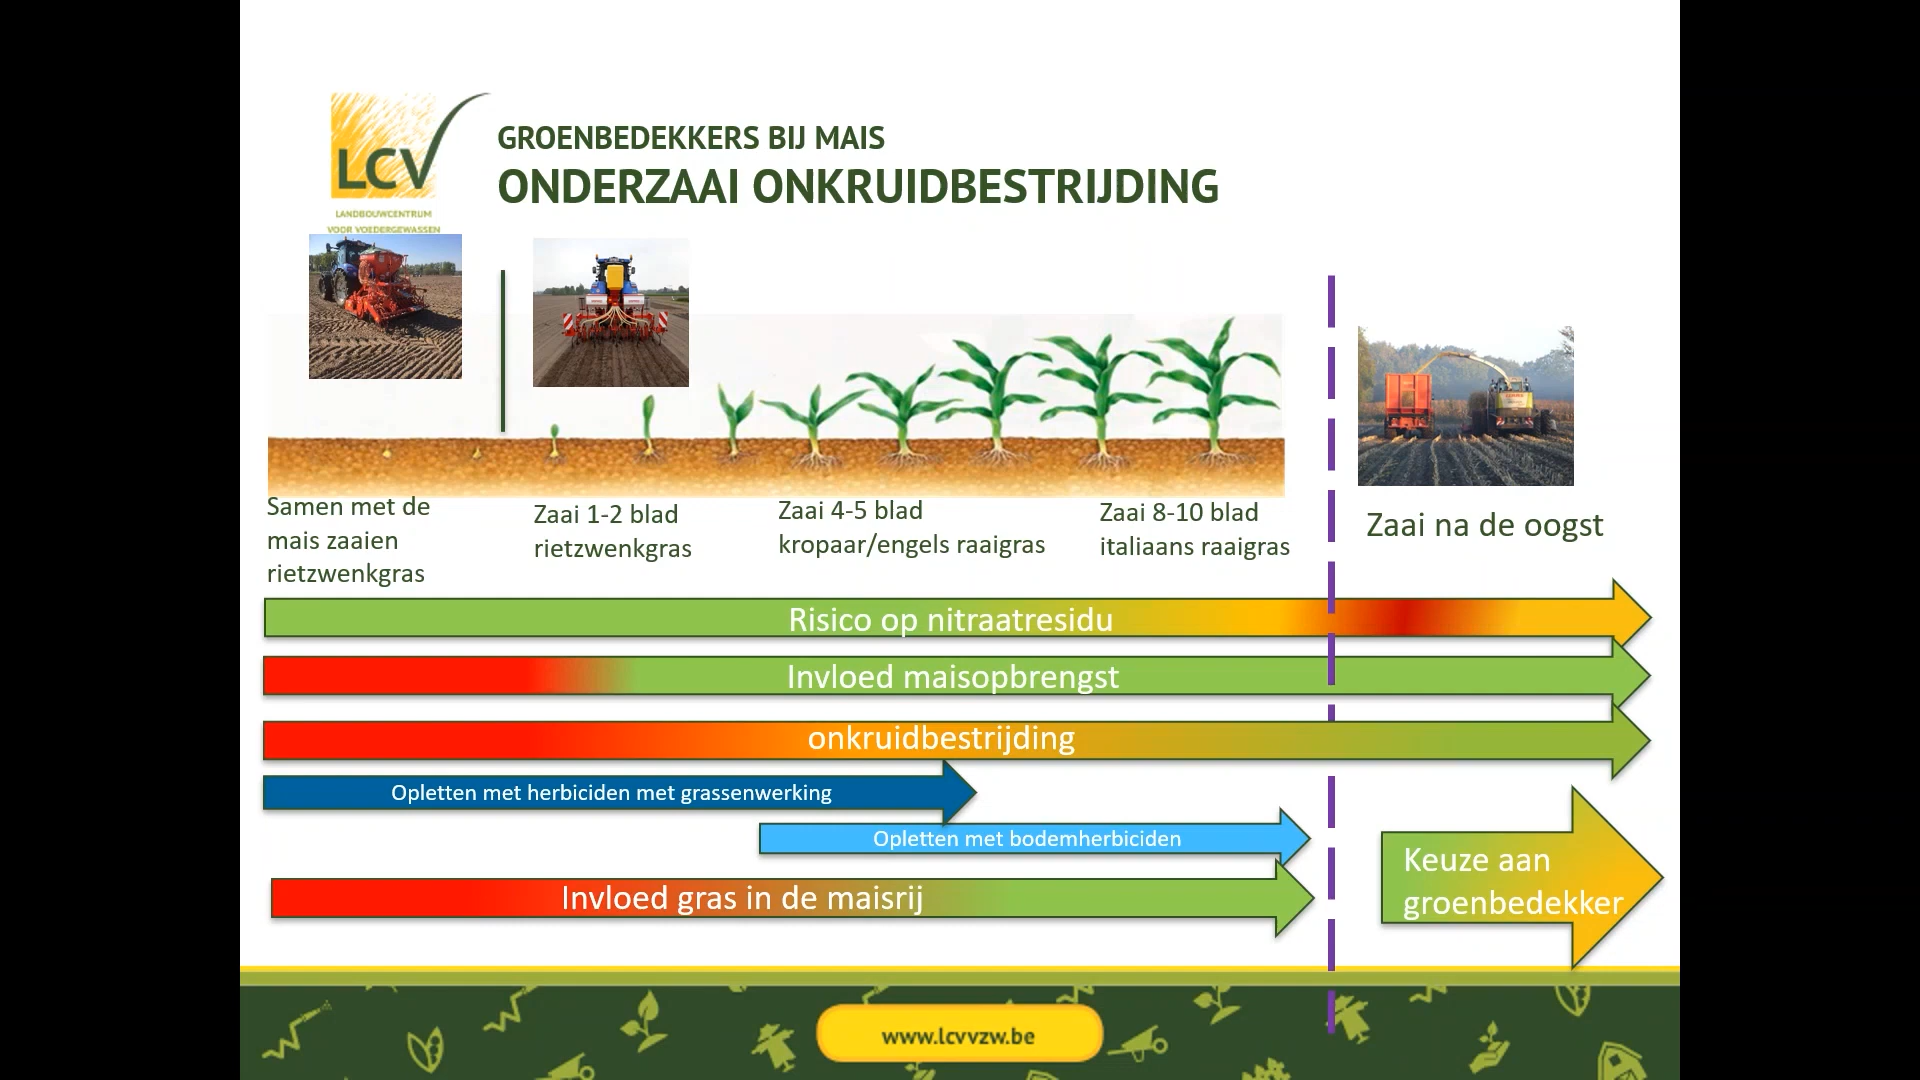 GROENBEDEKKERS BIJ MAIS
ONDERZAAI ONKRUIDBESTRIJDING
LCV
LANDBOUWCENTRUM
VOOR VOEDERGEWASSEN
Samen met de
mais zaaien
rietzwenkgras
Zaai 1-2 blad
rietzwenkgras
Zaai 4-5 blad
kropaar/engels raaigras
Zaai 8-10 blad
italiaans raaigras
Zaai na de oogst
Risico op nitraatresidu
Invloed maisopbrengst
onkruidbestrijding
Opletten met herbiciden met grassenwerking
Opletten met bodemherbiciden
Invloed gras in de maisrij
Keuze aan
groenbedekker
www.lcvvzw.be